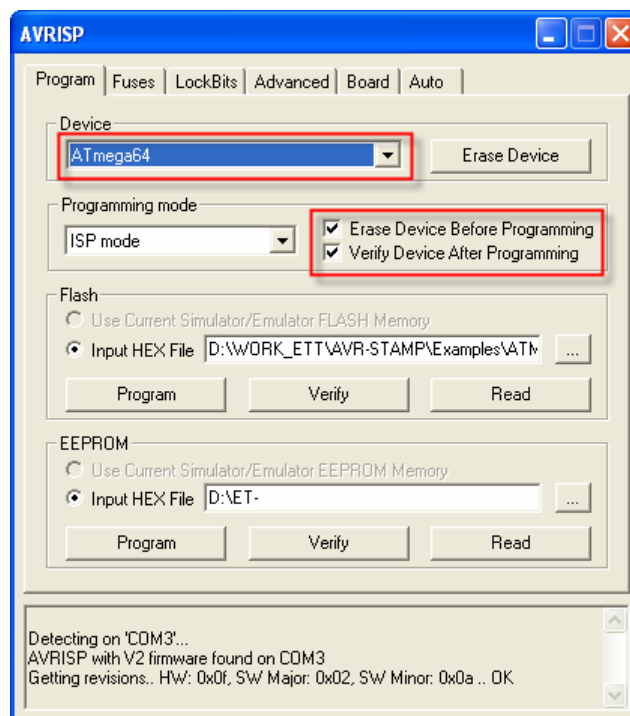 AVRISP
Program Fuses LockBits Advanced Board Auto
Device
ATmega64 Erase Device
Programming mode
ISP mode
Erase Device Before Programming
Verify Device After Programming
Flash
Use Current Simulator/Emulator FLASH Memory
Input HEX File D:\WORK_ETT\AVR-STAMP\Examples\ATM ...
Program Verify Read
EEPROM
Use Current Simulator/Emulator EEPROM Memory
Input HEX File D:\ET- ...
Program Verify Read
Detecting on 'COM3'...
AVRISP with V2 firmware found on COM3
Getting revisions.. HW: 0x0f, SW Major: 0x02, SW Minor: 0x0a .. OK